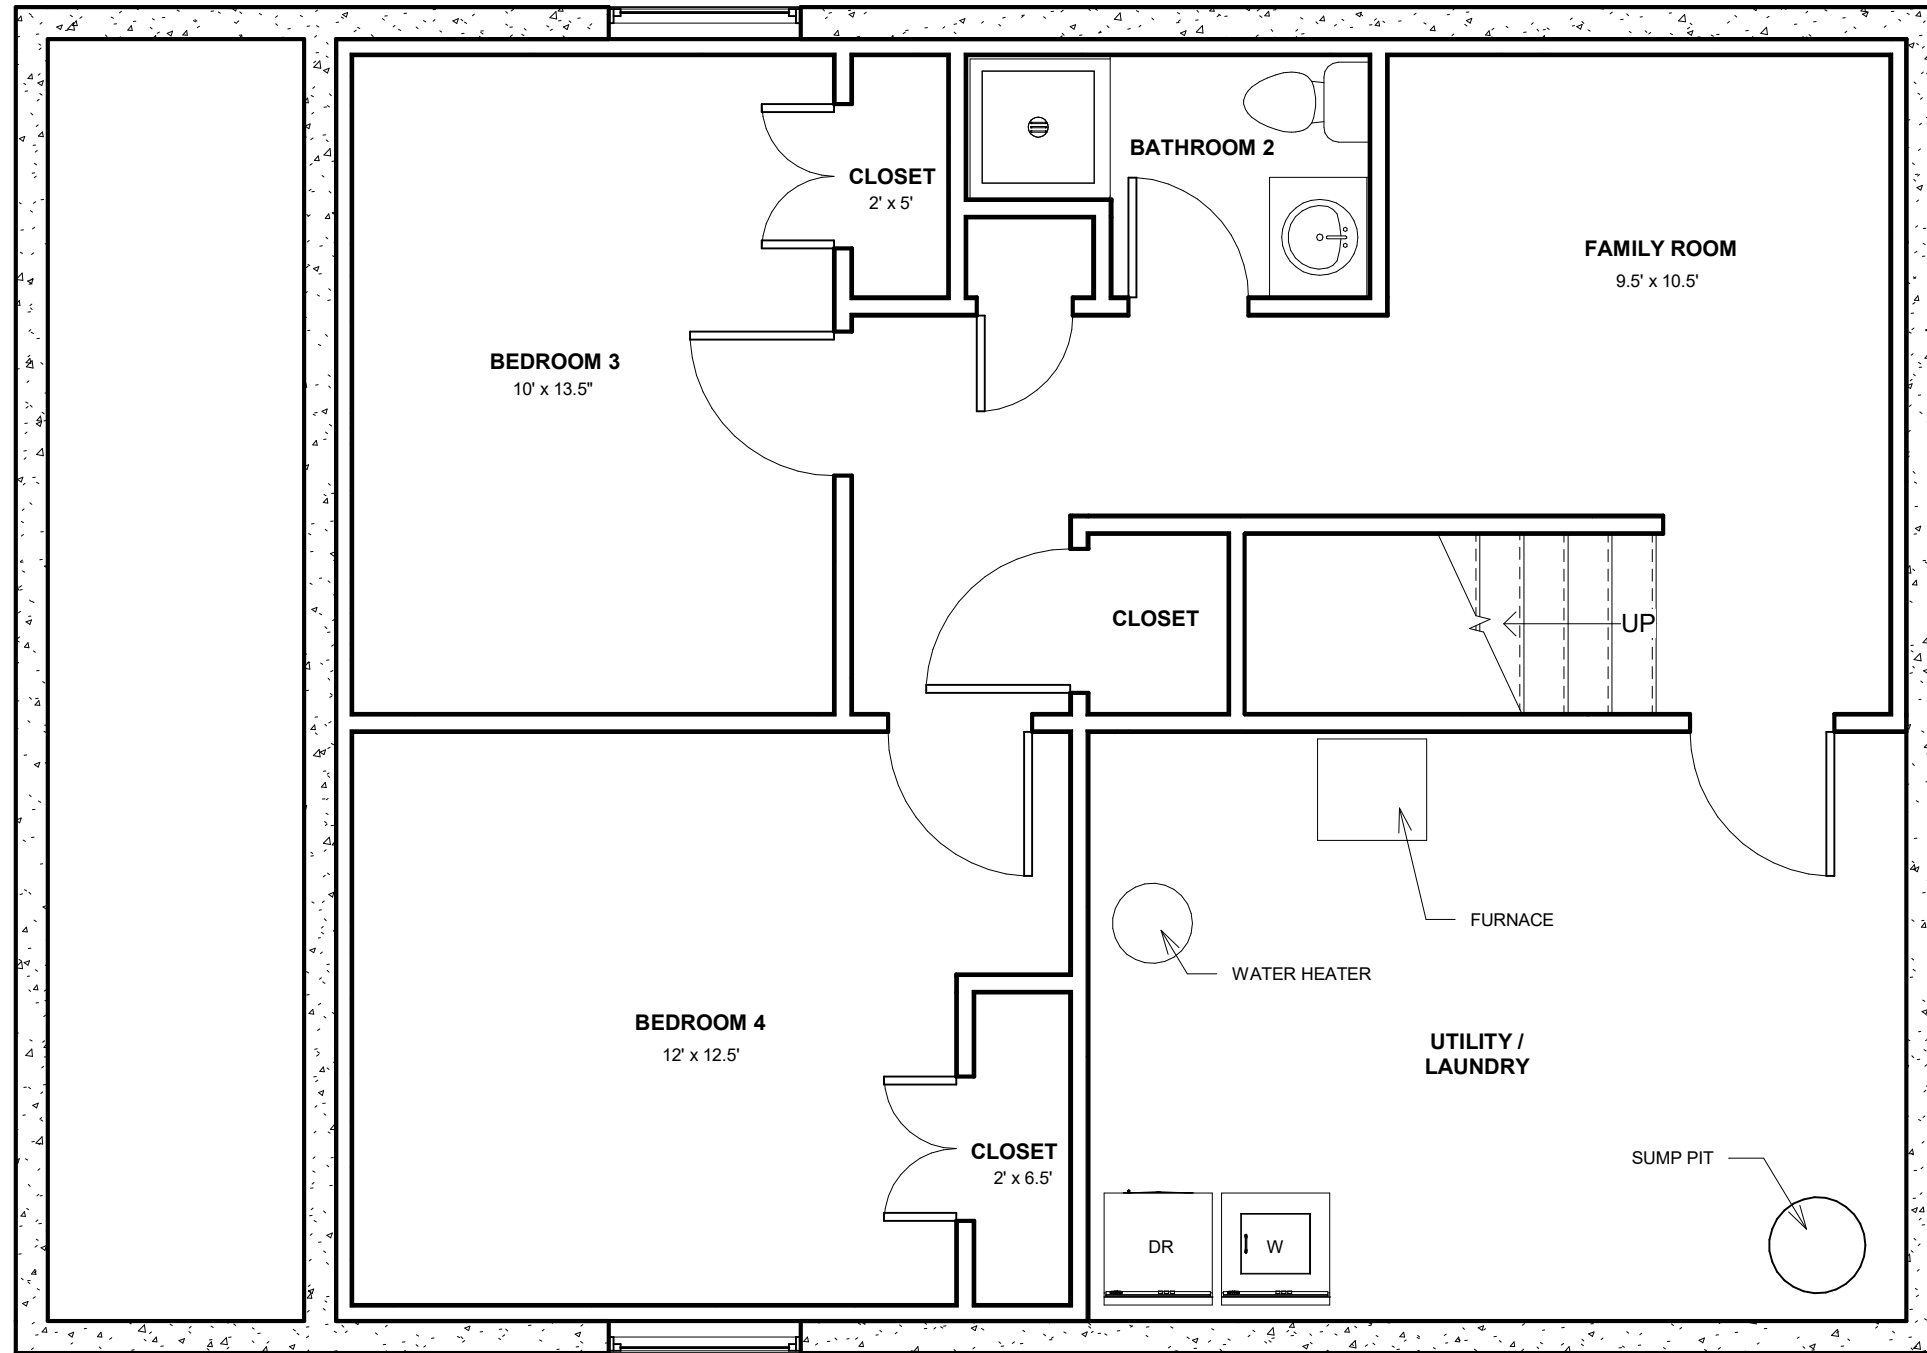 BATHROOM 2
CLOSET
2' x 5'
FAMILY ROOM
9.5' x 10.5'
BEDROOM 3
10' x 13.5"
CLOSET
UP
FURNACE
WATER HEATER
BEDROOM 4
12' x 12.5'
UTILITY /
LAUNDRY
CLOSET
2' x 6.5'
SUMP PIT
DR
W